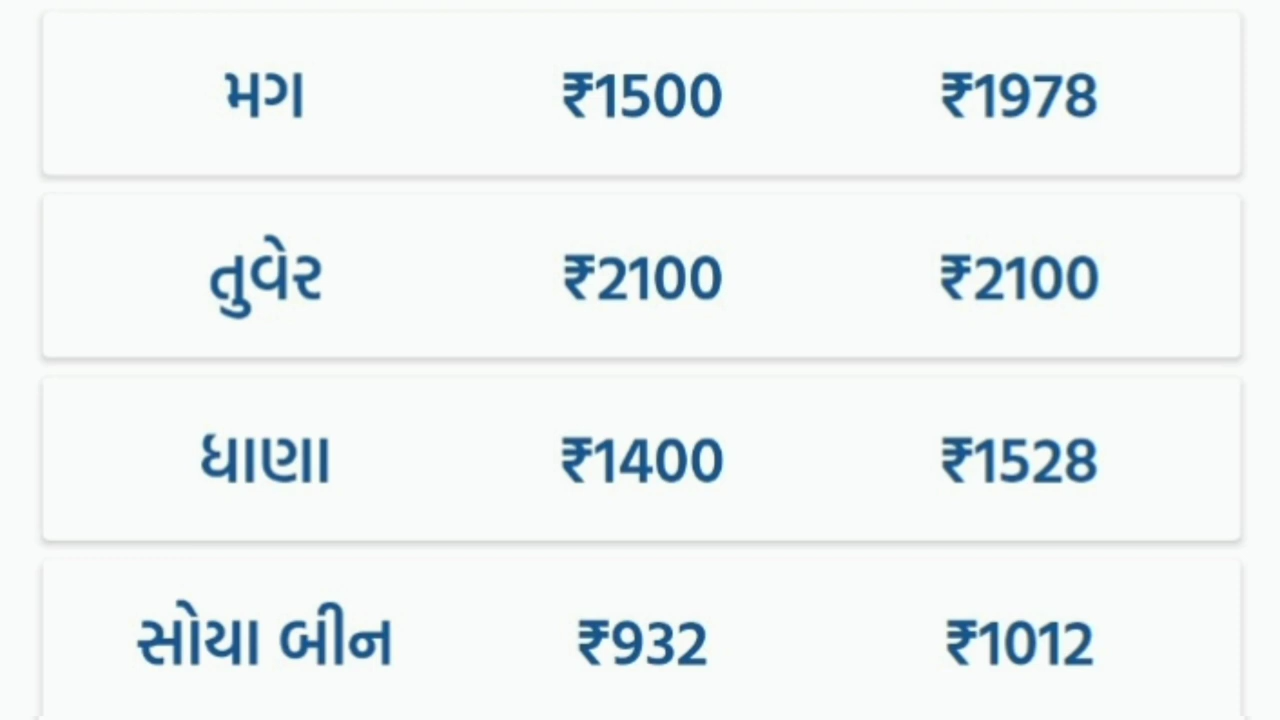 મગ ₹1500 ₹1978
તુવેર ₹2100 ₹2100
ધાણા ₹1400 ₹1528
સોયા બીન ₹932 ₹1012